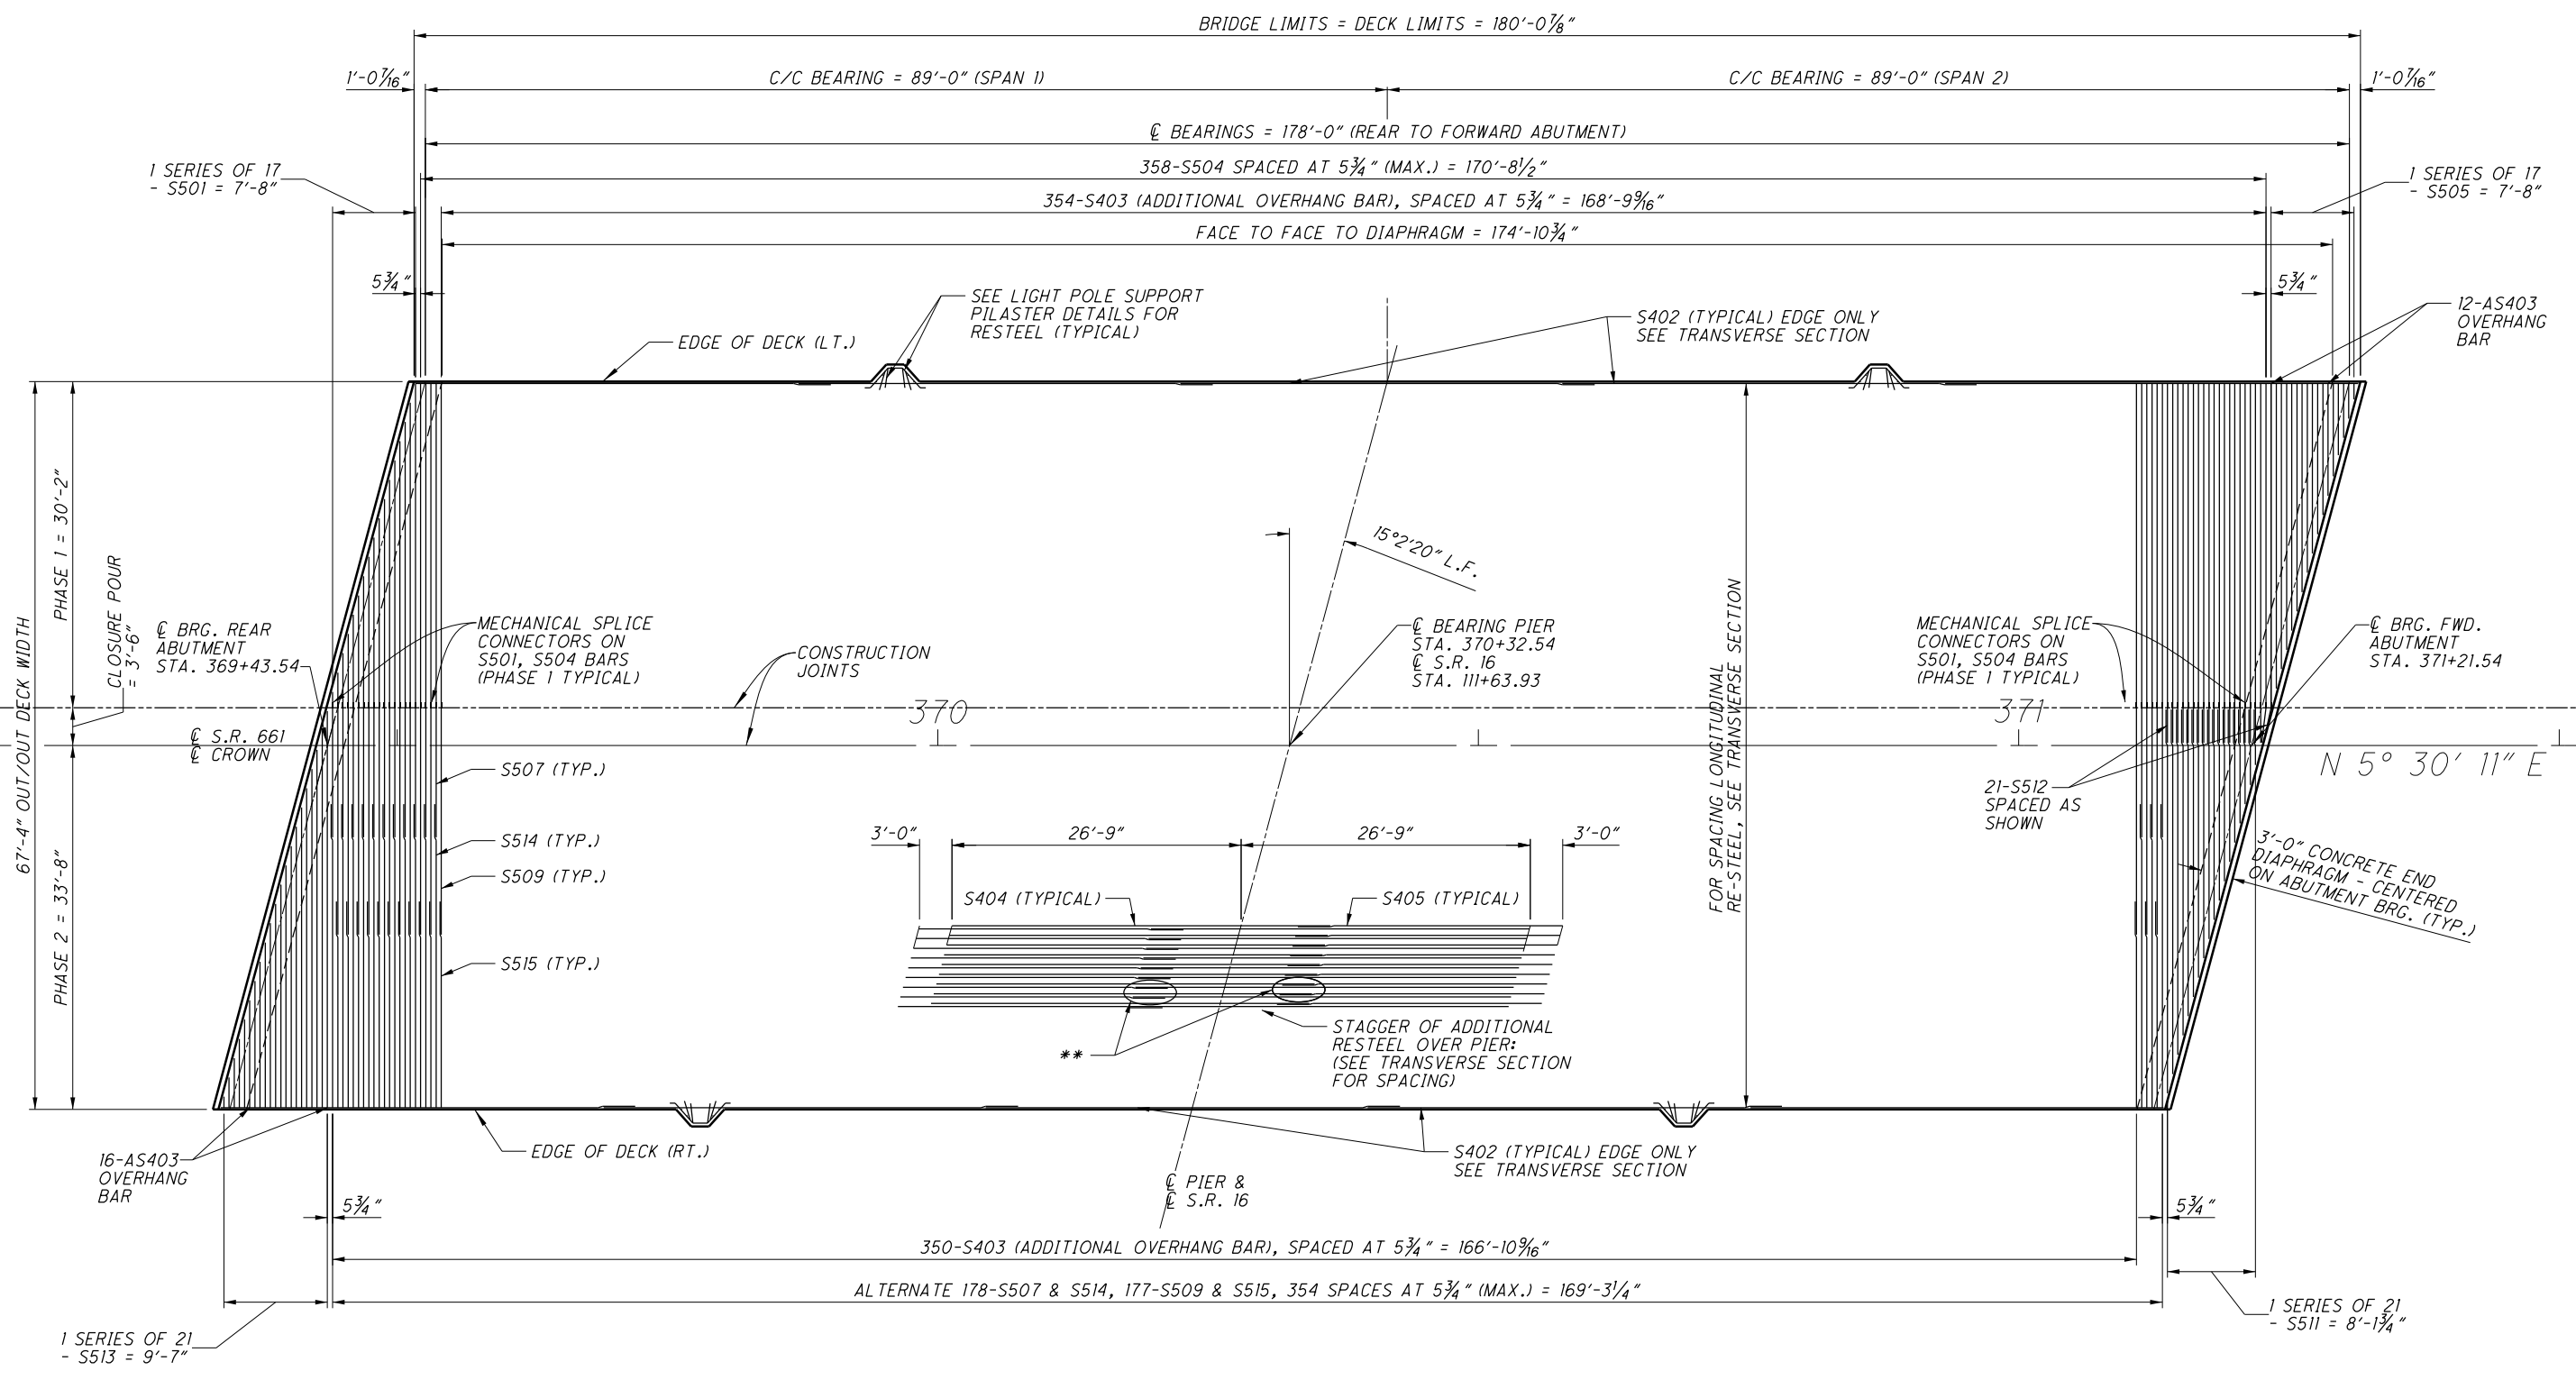 BRIDGE LIMITS = DECK LIMITS = 180'-0⅞"
1'-0 7/16"
C/C BEARING = 89'-0" (SPAN 1)
C/C BEARING = 89'-0" (SPAN 2)
1'-0 7/16"
℄ BEARINGS = 178'-0" (REAR TO FORWARD ABUTMENT)
1 SERIES OF 17
- S501 = 7'-8"
358-S504 SPACED AT 5¾" (MAX.) = 170'-8½"
1 SERIES OF 17
- S505 = 7'-8"
354-S403 (ADDITIONAL OVERHANG BAR), SPACED AT 5¾" = 168'-9 9/16"
FACE TO FACE TO DIAPHRAGM = 174'-10¾"
5¾"
SEE LIGHT POLE SUPPORT
PILASTER DETAILS FOR
RESTEEL (TYPICAL)
5¾"
EDGE OF DECK (LT.)
S402 (TYPICAL) EDGE ONLY
SEE TRANSVERSE SECTION
12-AS403
OVERHANG
BAR
67'-4" OUT/OUT DECK WIDTH
PHASE 1 = 30'-2"
CLOSURE POUR
= 3'-6"
PHASE 2 = 33'-8"
15°2'20" L.F.
℄ BRG. REAR
ABUTMENT
STA. 369+43.54
MECHANICAL SPLICE
CONNECTORS ON
S501, S504 BARS
(PHASE 1 TYPICAL)
CONSTRUCTION
JOINTS
℄ BEARING PIER
STA. 370+32.54
℄ S.R. 16
STA. 111+63.93
FOR SPACING LONGITUDINAL
RE-STEEL, SEE TRANSVERSE SECTION
MECHANICAL SPLICE
CONNECTORS ON
S501, S504 BARS
(PHASE 1 TYPICAL)
℄ BRG. FWD.
ABUTMENT
STA. 371+21.54
370
371
℄ S.R. 661
℄ CROWN
N 5° 30' 11" E
S507 (TYP.)
S514 (TYP.)
S509 (TYP.)
S515 (TYP.)
21-S512
SPACED AS
SHOWN
3'-0"
26'-9"
26'-9"
3'-0"
3'-0" CONCRETE END
DIAPHRAGM - CENTERED
ON ABUTMENT BRG. (TYP.)
S404 (TYPICAL)
S405 (TYPICAL)
**
STAGGER OF ADDITIONAL
RESTEEL OVER PIER:
(SEE TRANSVERSE SECTION
FOR SPACING)
16-AS403
OVERHANG
BAR
EDGE OF DECK (RT.)
S402 (TYPICAL) EDGE ONLY
SEE TRANSVERSE SECTION
℄ PIER &
℄ S.R. 16
5¾"
5¾"
350-S403 (ADDITIONAL OVERHANG BAR), SPACED AT 5¾" = 166'-10 9/16"
ALTERNATE 178-S507 & S514, 177-S509 & S515, 354 SPACES AT 5¾" (MAX.) = 169'-3¼"
1 SERIES OF 21
- S513 = 9'-7"
1 SERIES OF 21
- S511 = 8'-1¾"